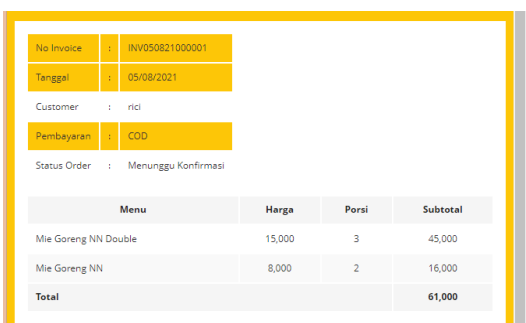 No Invoice : INV050821000001
Tanggal : 05/08/2021
Customer : rici
Pembayaran : COD
Status Order : Menunggu Konfirmasi
Menu Harga Porsi Subtotal
Mie Goreng NN Double 15,000 3 45,000
Mie Goreng NN 8,000 2 16,000
Total 61,000